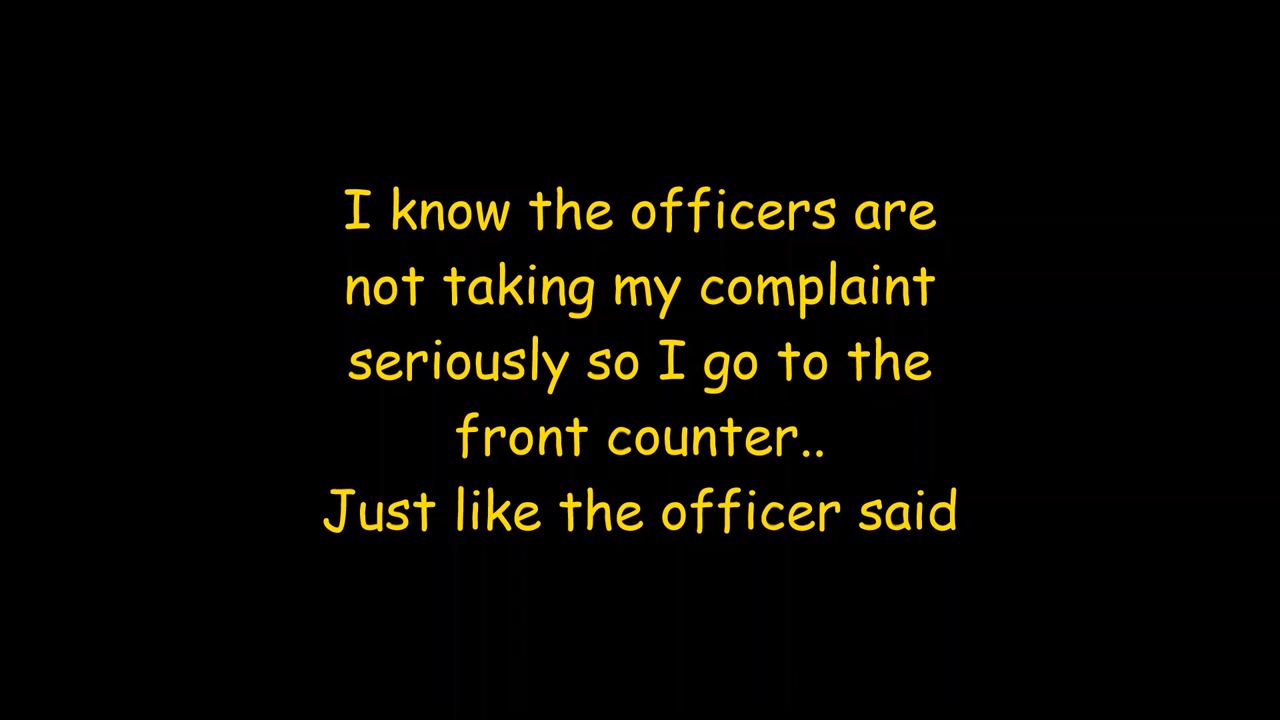 I know the officers are
not taking my complaint
seriously so I go to the
front counter..
Just like the officer said